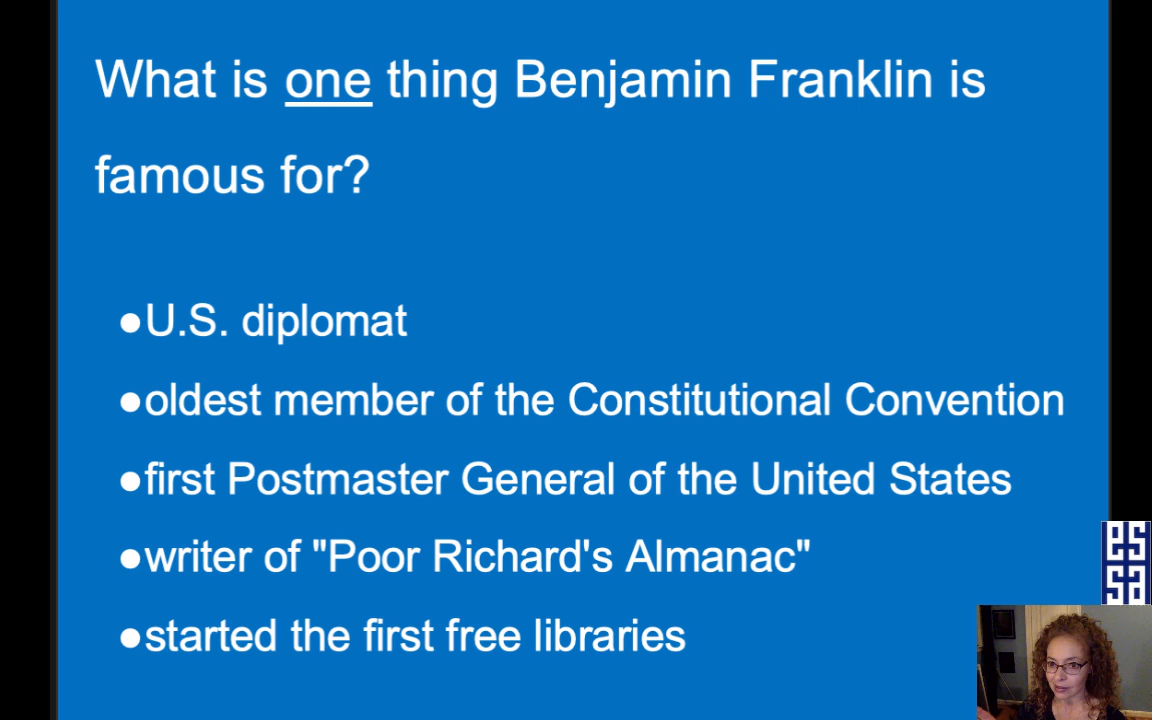 What is one thing Benjamin Franklin is
famous for?
●U.S. diplomat
●oldest member of the Constitutional Convention
●first Postmaster General of the United States
●writer of "Poor Richard's Almanac"
●started the first free libraries